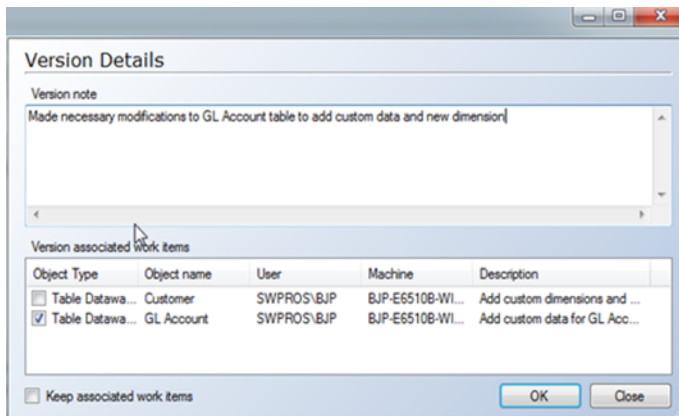 Version Details
Version note
Made necessary modifications to GL Account table to add custom data and new dimension
Version associated work items
Object Type Object name User Machine Description
Table Datawa... Customer SWPROS\BJP BJP-E6510B-WI... Add custom dimensions and ...
Table Datawa... GL Account SWPROS\BJP BJP-E6510B-WI... Add custom data for GL Acc...
Keep associated work items OK Close